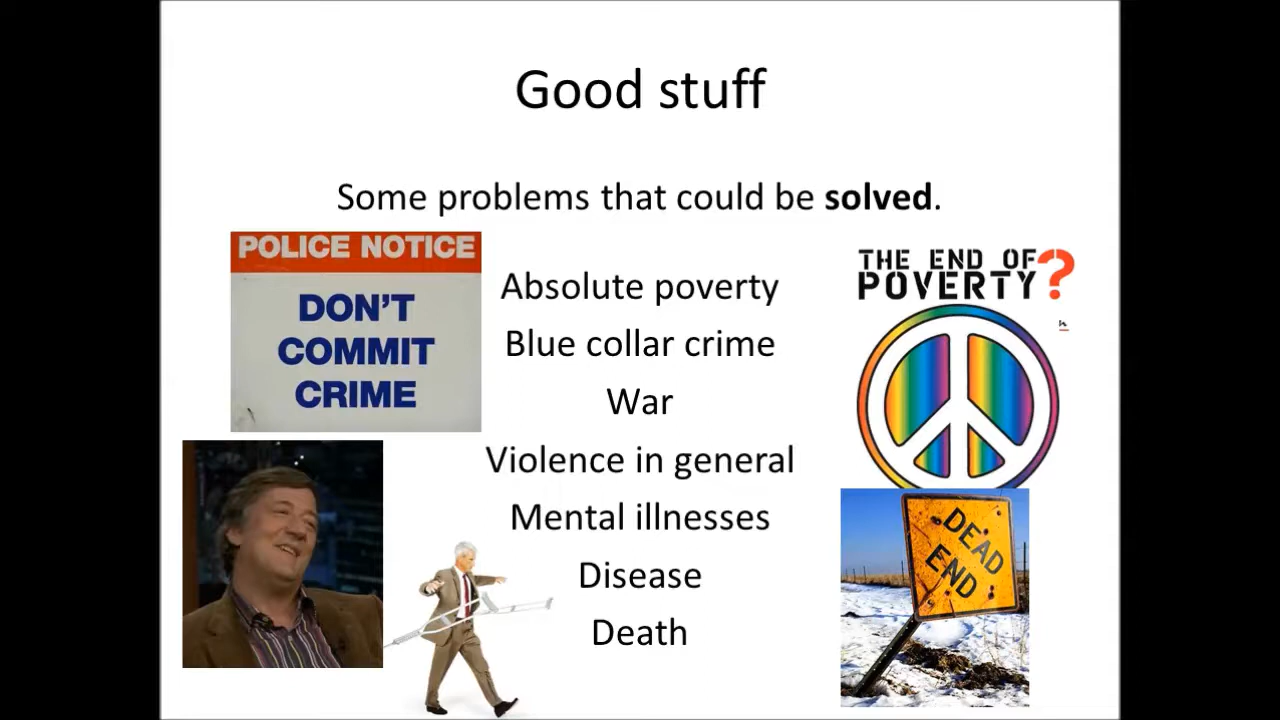 Good stuff
Some problems that could be solved.
POLICE NOTICE
DON'T
COMMIT
CRIME
THE END OF
POVERTY?
Absolute poverty
Blue collar crime
War
Violence in general
Mental illnesses
Disease
Death
DEAD
END